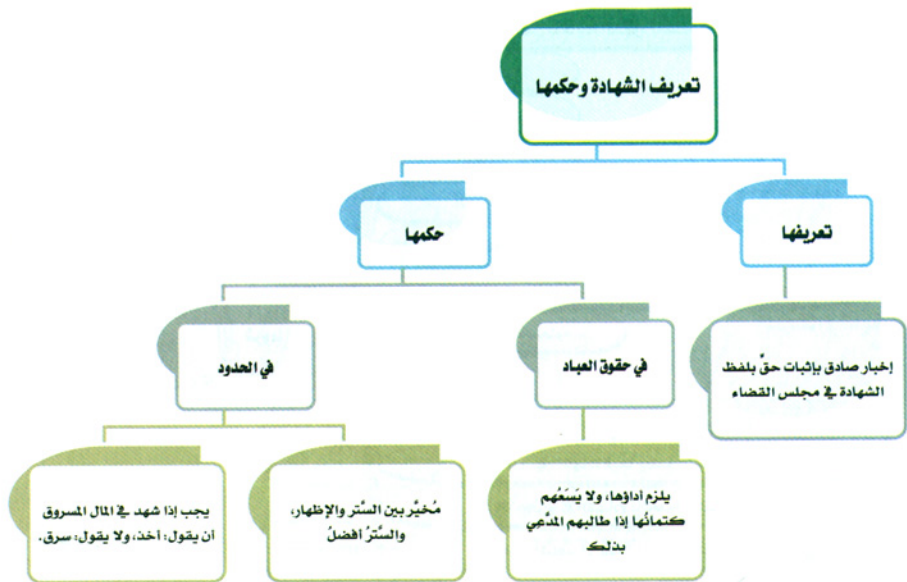 تعريف الشهادة وحكمها
تعريفها
حكمها
إخبار صادق بإثبات حقٍّ بلفظ
الشهادة في مجلس القضاء
في حقوق العباد
في الحدود
يلزم أداؤها، ولا يَسَعُهم
كتمانُها إذا طالبهم المدَّعِي
بذلك
مُخيَّر بين السَّتر والإظهار،
والسَّترُ أفضلُ
يجب إذا شهد في المال المسروق
أن يقول: أخذ، ولا يقول: سرق.